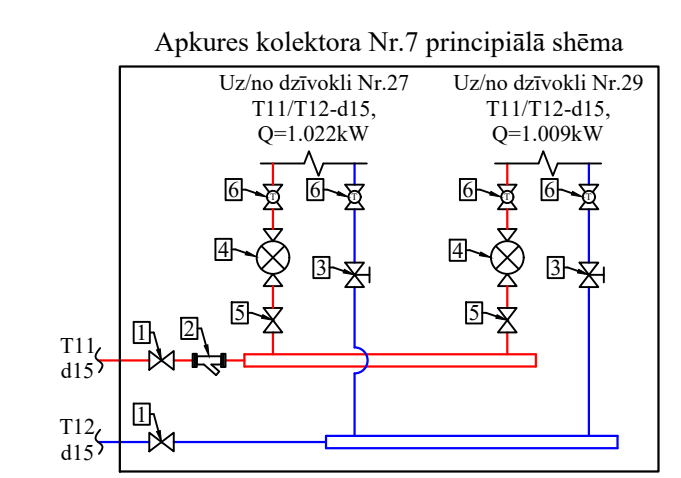 Apkures kolektora Nr.7 principiālā shēma
Uz/no dzīvokli Nr.27
T11/T12-d15,
Q=1.022kW
Uz/no dzīvokli Nr.29
T11/T12-d15,
Q=1.009kW
6
T
6
T
6
T
6
T
4
3
4
3
5
5
1
2
T11
d15
1
T12
d15